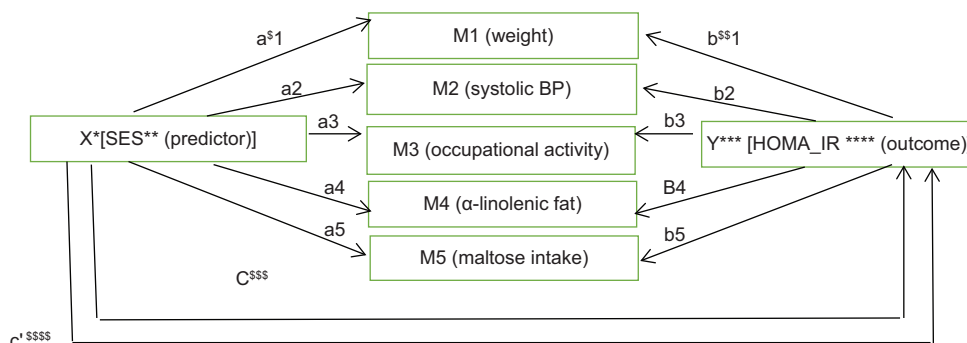 a$1
M1 (weight)
b$$1
a2
M2 (systolic BP)
b2
X*[SES** (predictor)]
a3
M3 (occupational activity)
b3
Y*** [HOMA_IR **** (outcome)
a4
M4 (α-linolenic fat)
B4
a5
M5 (maltose intake)
b5
C$$$
c' $$$$